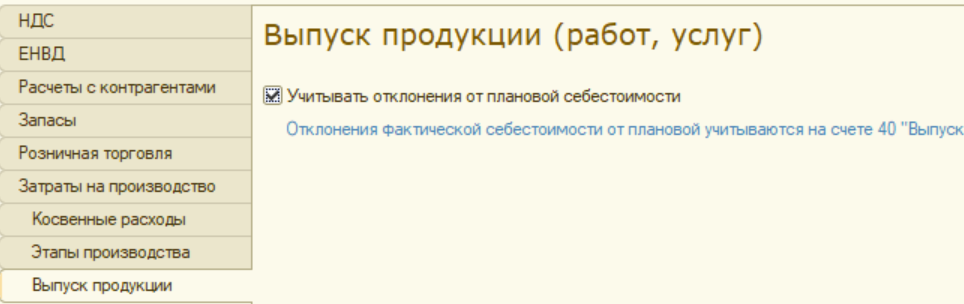 НДС
ЕНВД
Расчеты с контрагентами
Запасы
Розничная торговля
Затраты на производство
Косвенные расходы
Этапы производства
Выпуск продукции
Выпуск продукции (работ, услуг)
Учитывать отклонения от плановой себестоимости
Отклонения фактической себестоимости от плановой учитываются на счете 40 "Выпуск